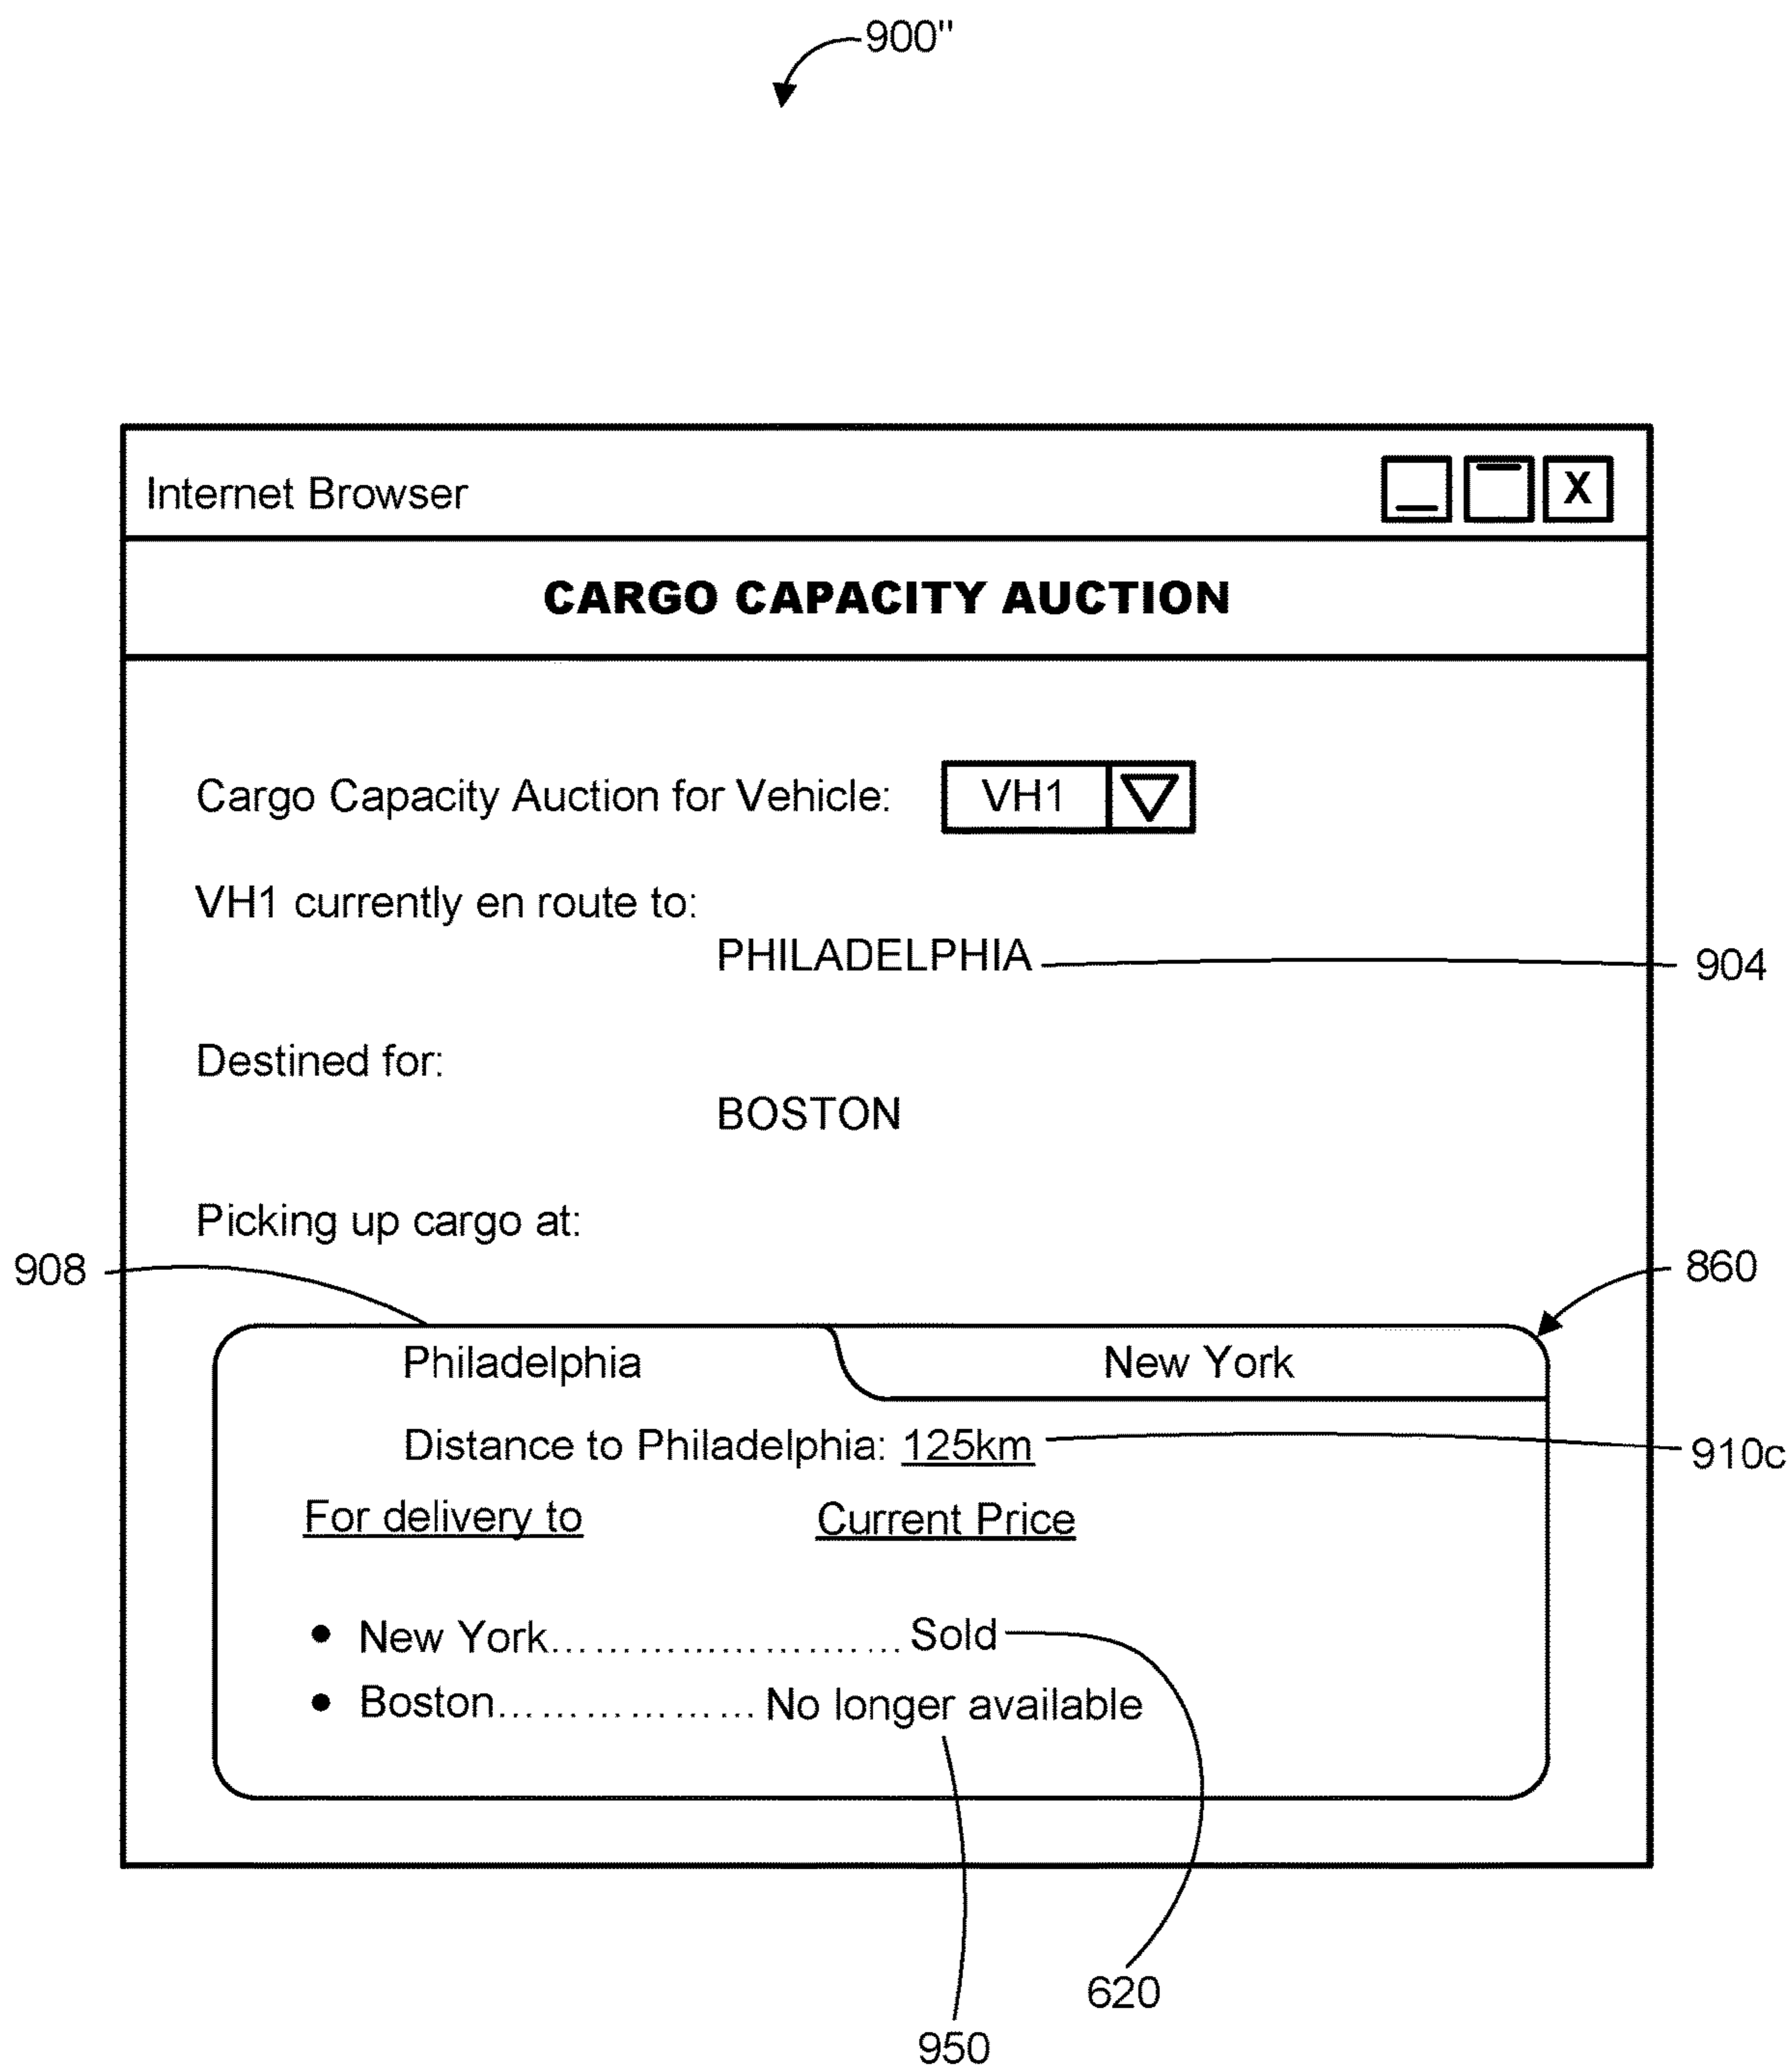 900"
Internet Browser X
CARGO CAPACITY AUCTION
Cargo Capacity Auction for Vehicle: VH1
VH1 currently en route to:
PHILADELPHIA 904
Destined for:
BOSTON
Picking up cargo at:
908 860
Philadelphia New York
Distance to Philadelphia: 125km 910c
For delivery to Current Price
• New York........................ Sold
• Boston.................. No longer available
620
950